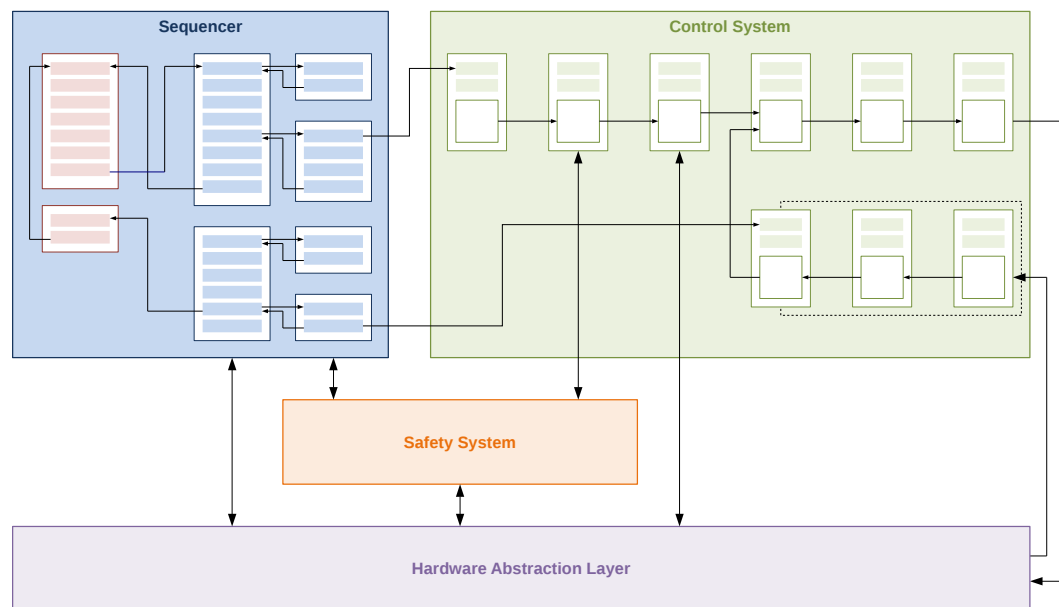 Sequencer
Control System
Safety System
Hardware Abstraction Layer